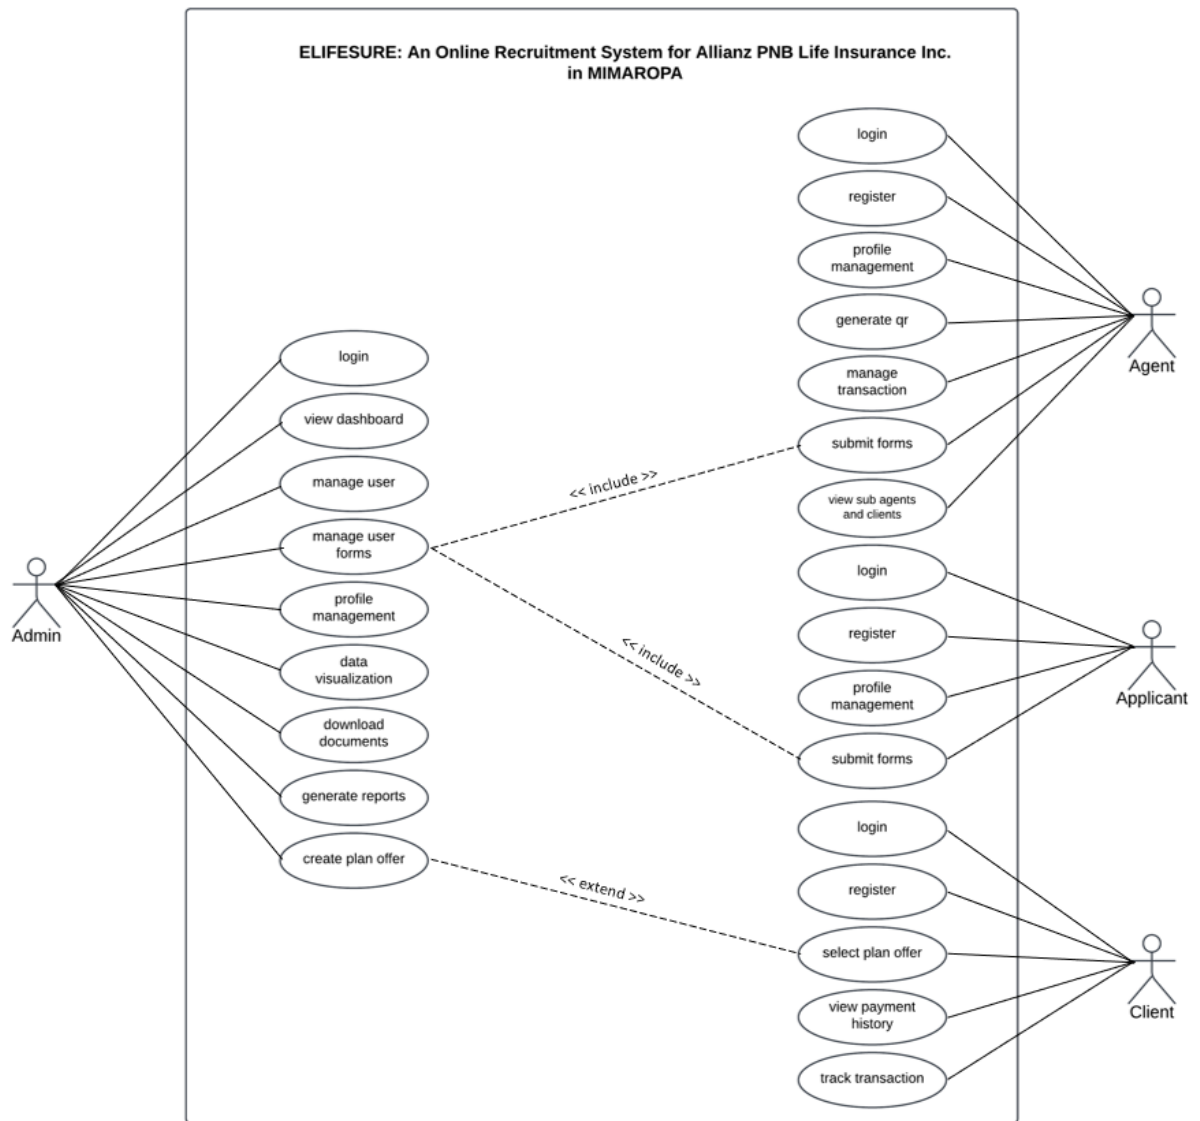 ELIFESURE: An Online Recruitment System for Allianz PNB Life Insurance Inc.
in MIMAROPA
login
view dashboard
manage user
manage user
forms
profile
management
data
visualization
download
documents
generate reports
create plan offer
Admin
<< include >>
<< include >>
<< extend >>
login
register
profile
management
generate qr
manage
transaction
submit forms
view sub agents
and clients
Agent
login
register
profile
management
submit forms
Applicant
login
register
select plan offer
view payment
history
track transaction
Client